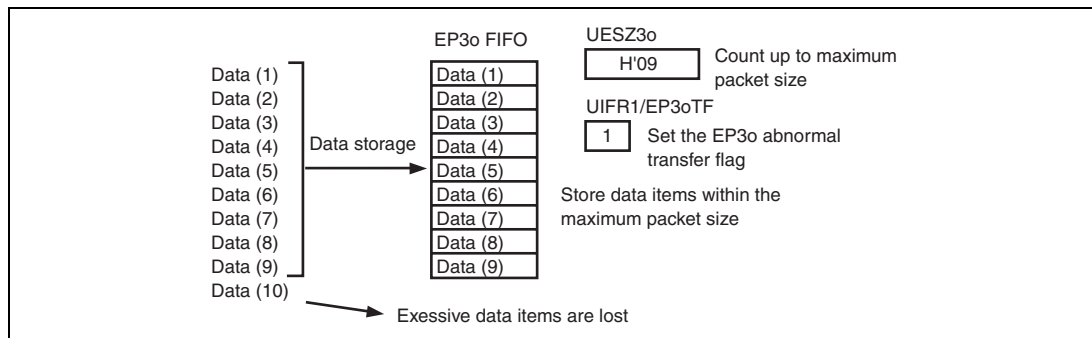 EP3o FIFO
UESZ3o
H'09
Count up to maximum
packet size
UIFR1/EP3oTF
1
Set the EP3o abnormal
transfer flag
Data (1)
Data (2)
Data (3)
Data (4)
Data (5)
Data (6)
Data (7)
Data (8)
Data (9)
Data (10)
Data storage
Data (1)
Data (2)
Data (3)
Data (4)
Data (5)
Data (6)
Data (7)
Data (8)
Data (9)
Store data items within the
maximum packet size
Exessive data items are lost